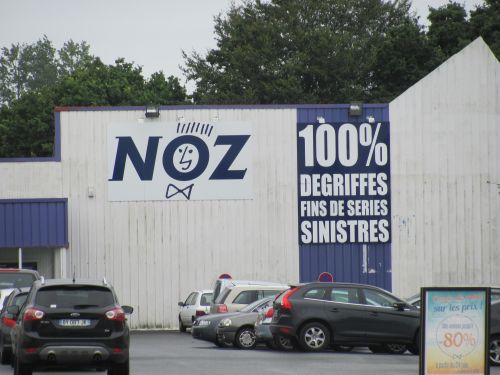 NOZ
100%
DEGRIFFES
FINS DE SERIES
SINISTRES
sur les prix !
-80%